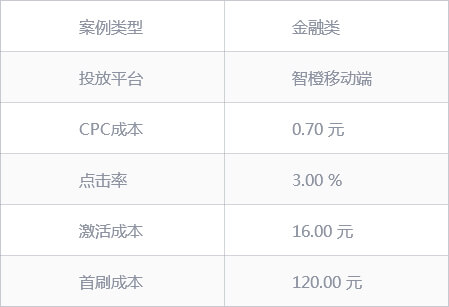 案例类型 金融类
投放平台 智橙移动端
CPC成本 0.70 元
点击率 3.00 %
激活成本 16.00 元
首刷成本 120.00 元